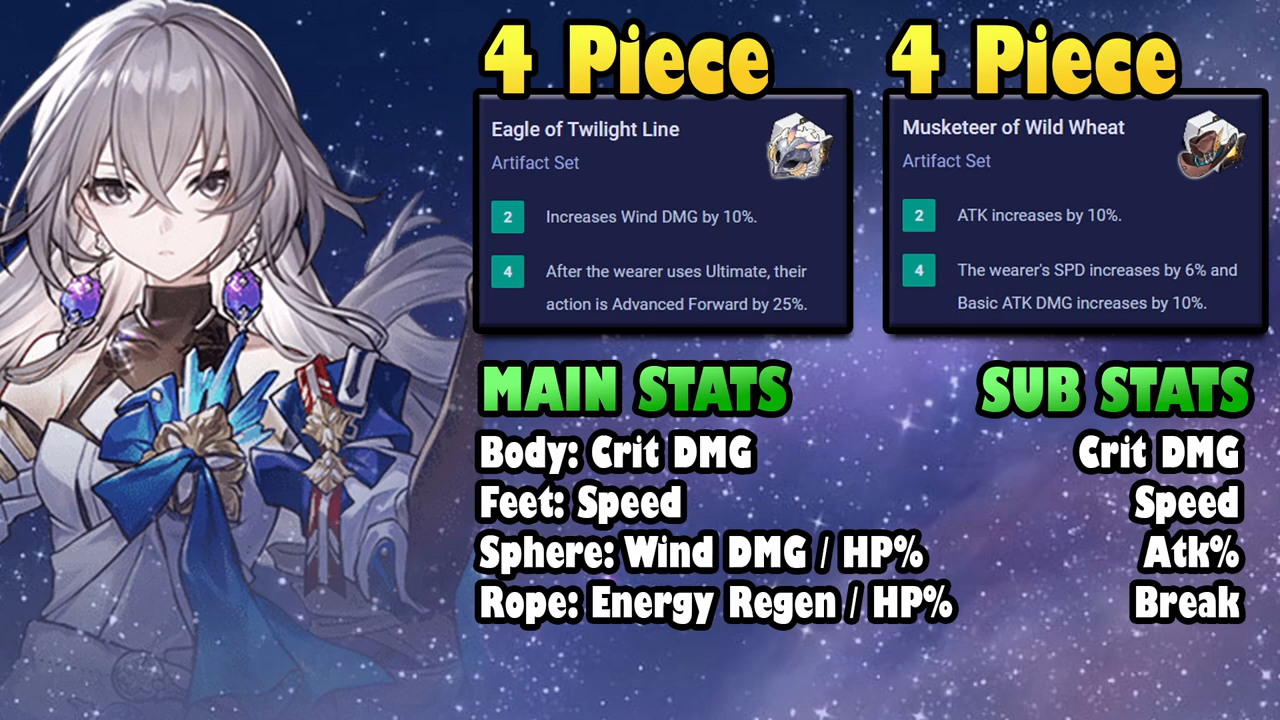 4 Piece
Eagle of Twilight Line
Artifact Set
2 Increases Wind DMG by 10%.
4 After the wearer uses Ultimate, their
action is Advanced Forward by 25%.
4 Piece
Musketeer of Wild Wheat
Artifact Set
2 ATK increases by 10%.
4 The wearer's SPD increases by 6% and
Basic ATK DMG increases by 10%.
MAIN STATS
Body: Crit DMG
Feet: Speed
Sphere: Wind DMG / HP%
Rope: Energy Regen / HP%
SUB STATS
Crit DMG
Speed
Atk%
Break